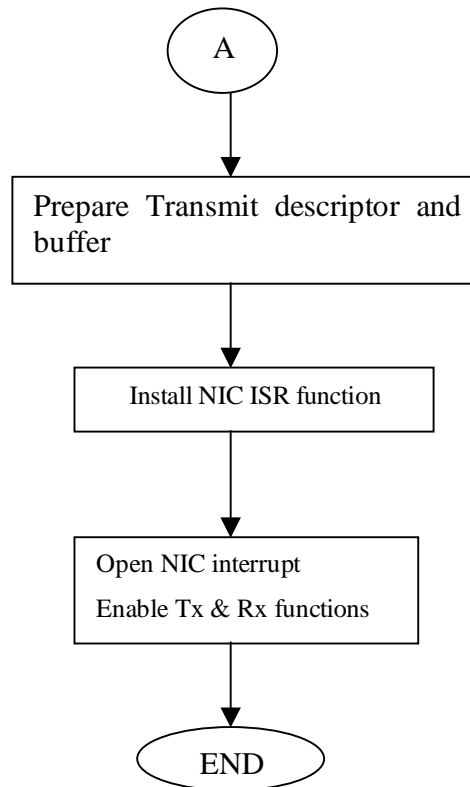 A
Prepare Transmit descriptor and
buffer
Install NIC ISR function
Open NIC interrupt
Enable Tx & Rx functions
END